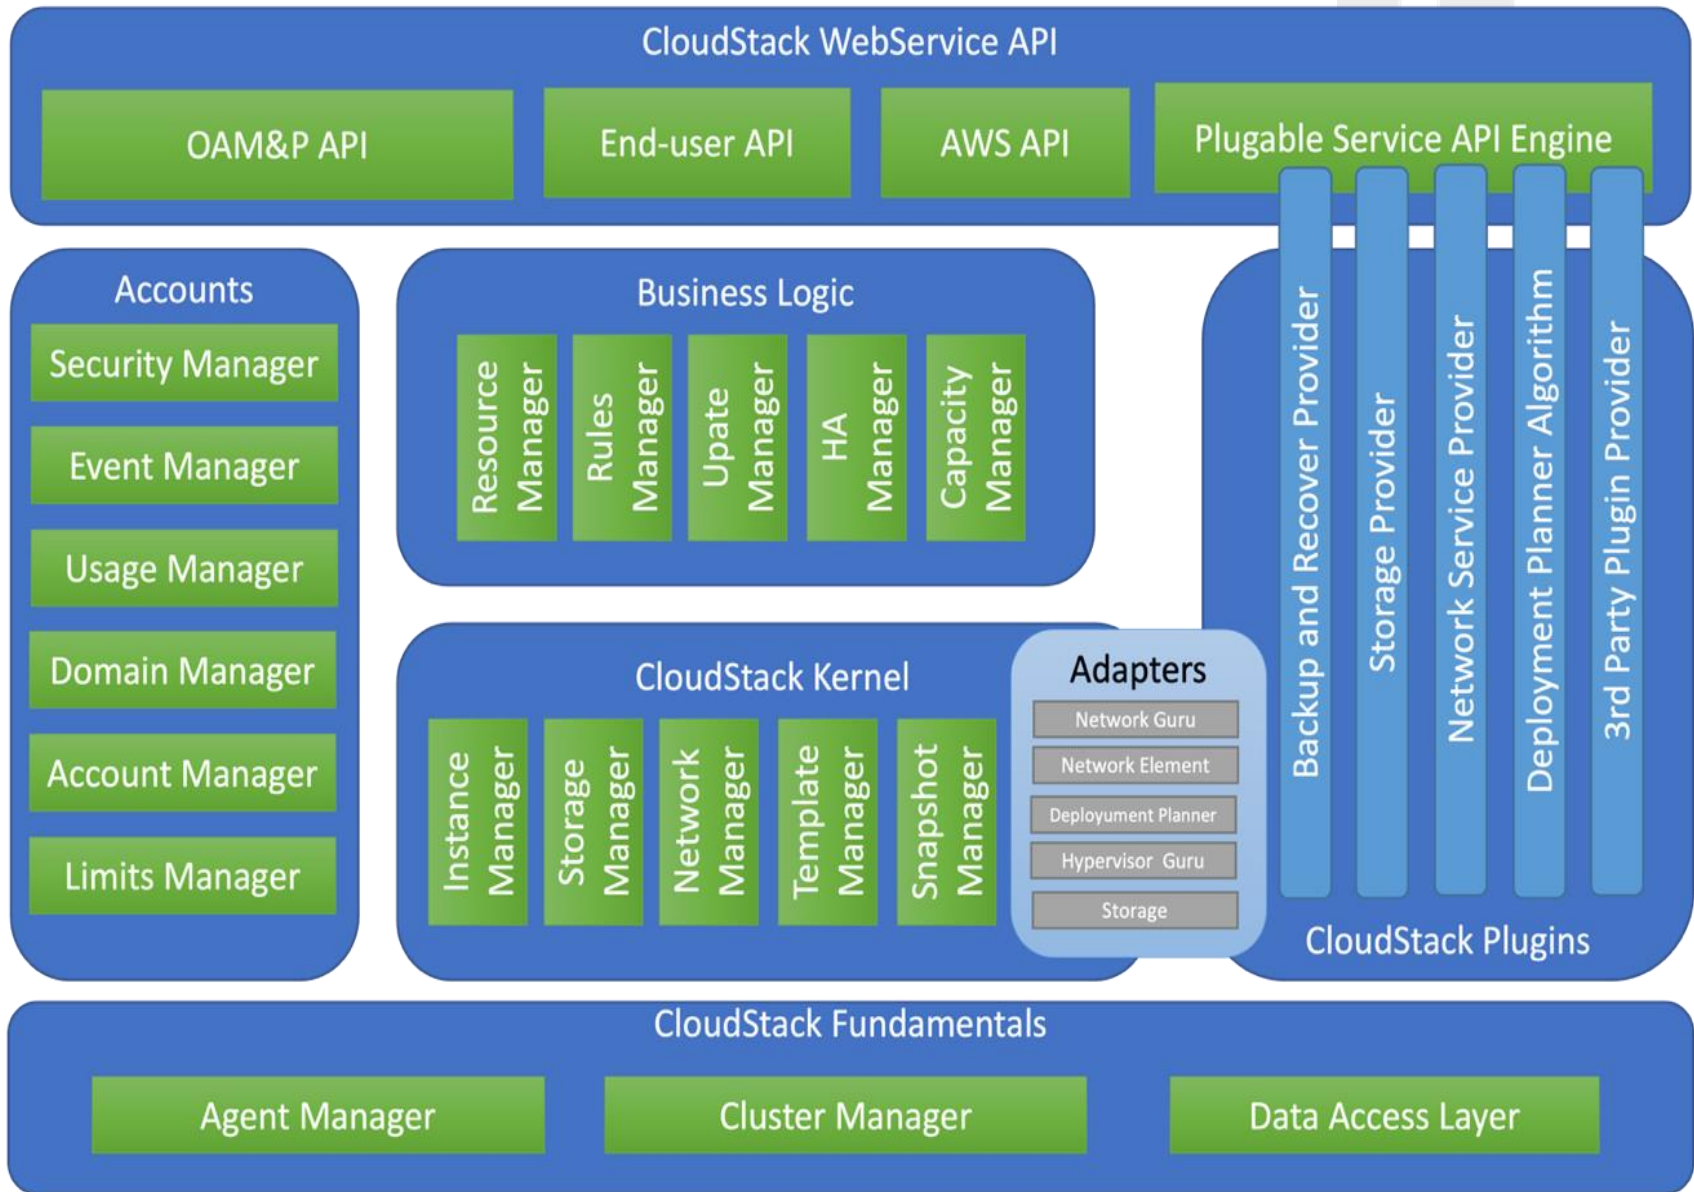 CloudStack WebService API
OAM&P API
End-user API
AWS API
Plugable Service API Engine
Accounts
Security Manager
Event Manager
Usage Manager
Domain Manager
Account Manager
Limits Manager
Business Logic
Resource
Manager
Rules
Manager
Upate
Manager
HA
Manager
Capacity
Manager
CloudStack Kernel
Instance
Manager
Storage
Manager
Network
Manager
Template
Manager
Snapshot
Manager
Adapters
Network Guru
Network Element
Deployument Planner
Hypervisor Guru
Storage
Backup and Recover Provider
Storage Provider
Network Service Provider
Deployment Planner Algorithm
3rd Party Plugin Provider
CloudStack Plugins
CloudStack Fundamentals
Agent Manager
Cluster Manager
Data Access Layer